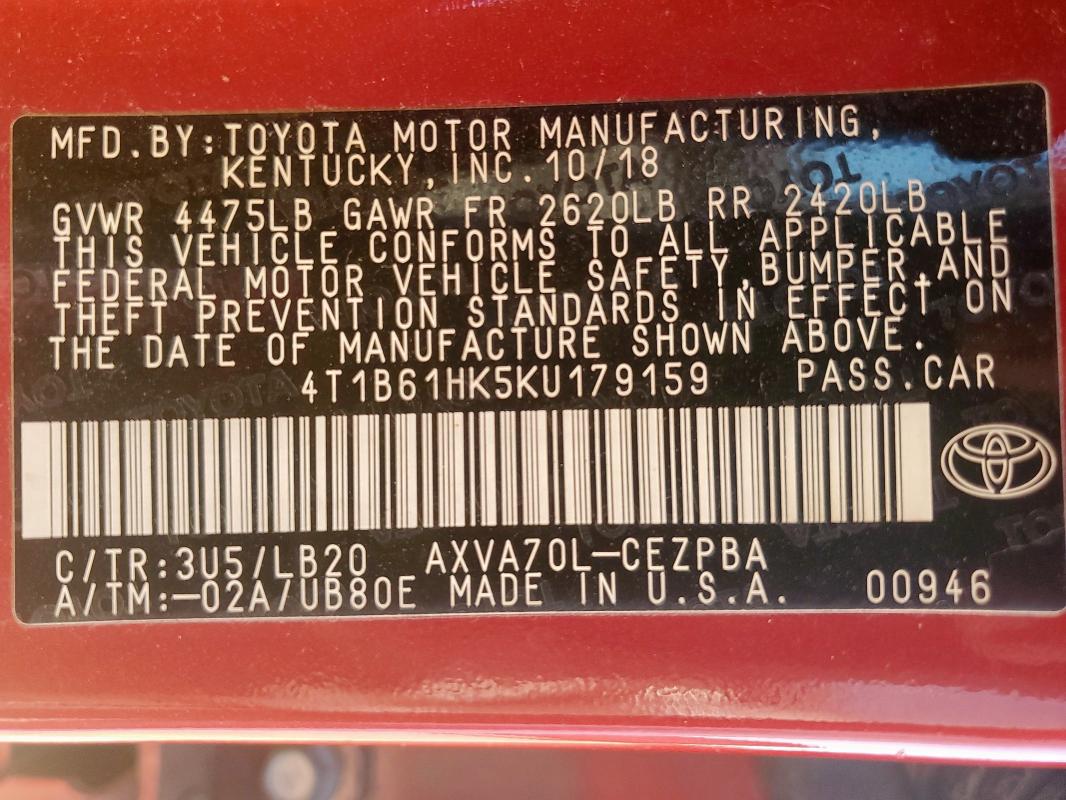 MFD.BY:TOYOTA MOTOR MANUFACTURING,
KENTUCKY,INC.10/18
GVWR 4475LB GAWR FR 2620LB RR 2420LB
THIS VEHICLE CONFORMS TO ALL APPLICABLE
FEDERAL MOTOR VEHICLE SAFETY,BUMPER,AND
THEFT PREVENTION STANDARDS IN EFFECT ON
THE DATE OF MANUFACTURE SHOWN ABOVE.
4T1B61HK5KU179159 PASS.CAR
C/TR:3U5/LB20 AXVA70L-CEZPBA
A/TM:-02A/UB80E MADE IN U.S.A. 00946